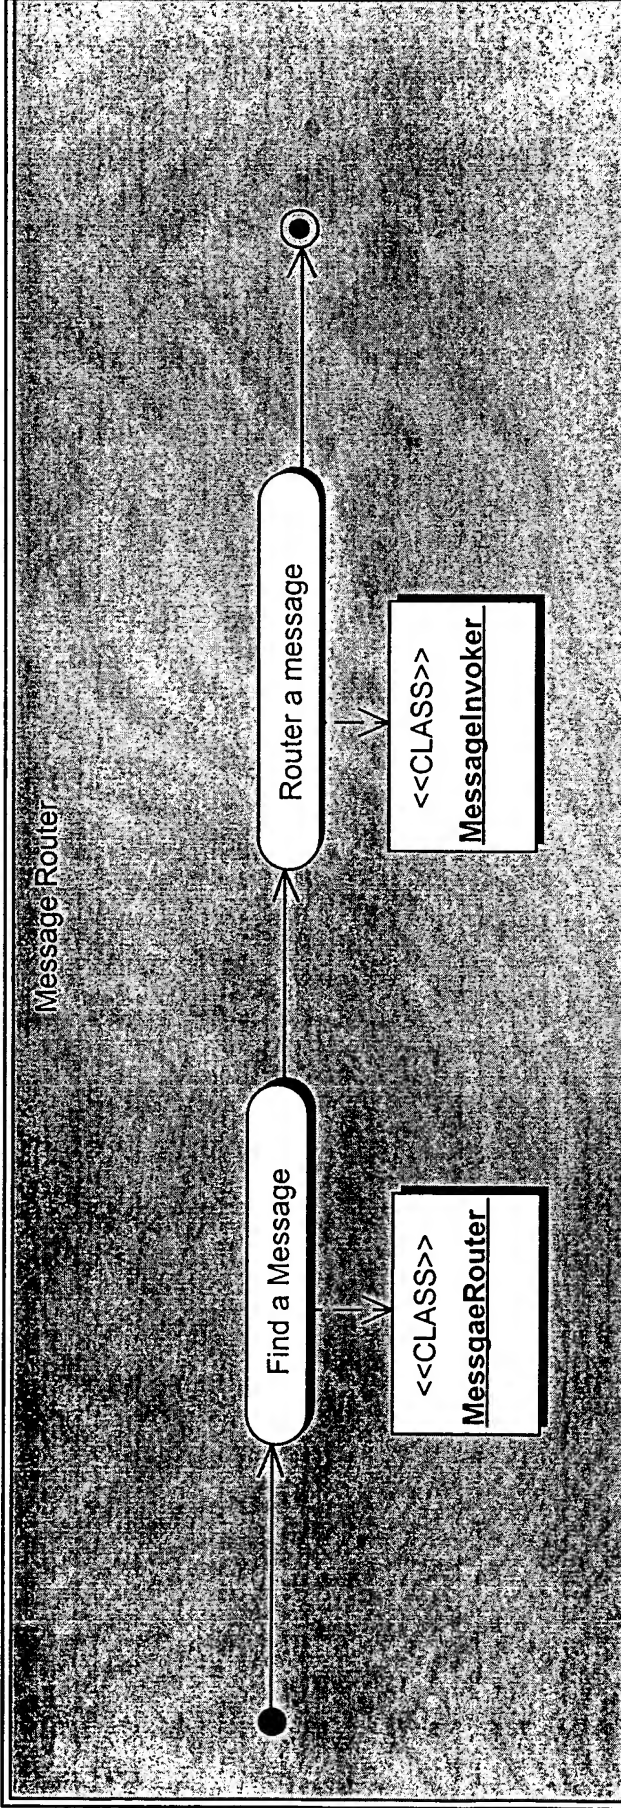 Message Router
Find a Message
Router a message
<<CLASS>>
MessgaeRouter
<<CLASS>>
MessageInvoker